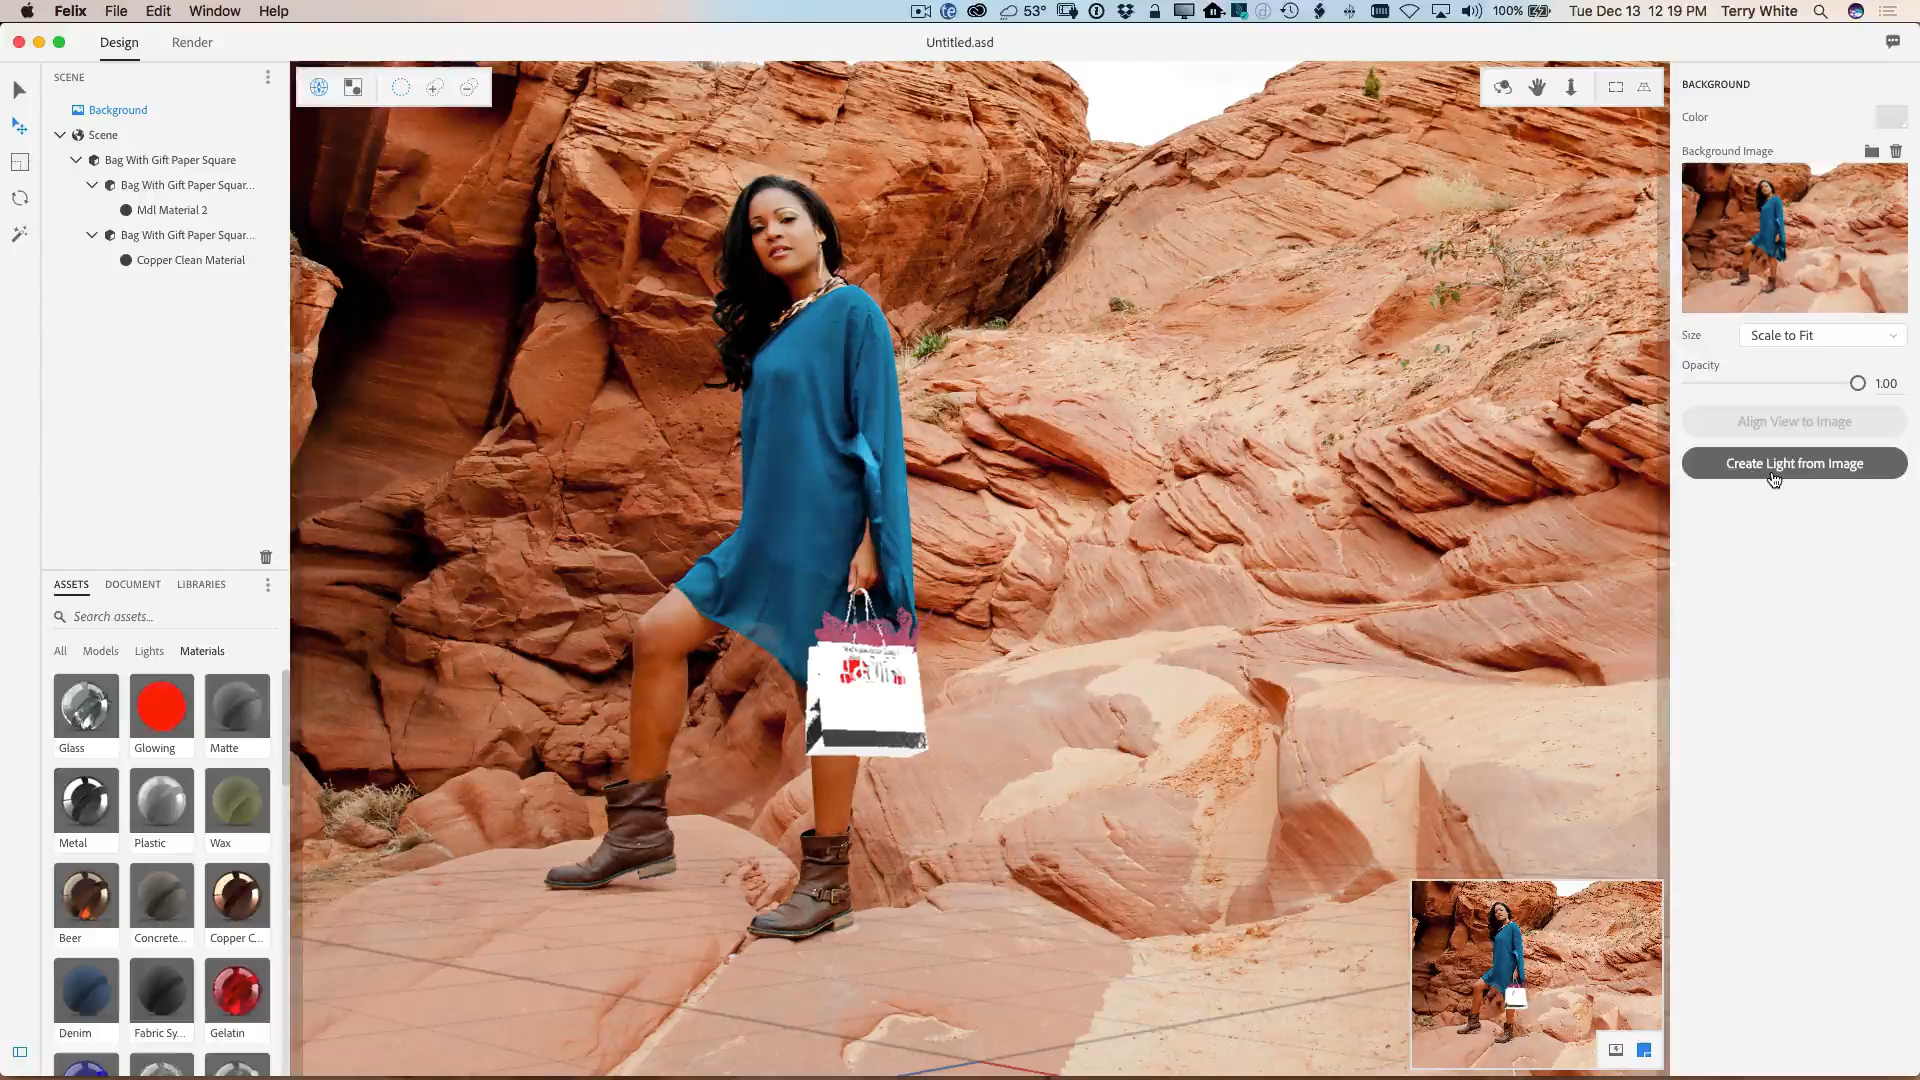 Felix File Edit Window Help
53° 100% Tue Dec 13 12 19 PM Terry White
Design Render
Untitled.asd
SCENE
Background
Scene
Bag With Gift Paper Square
Bag With Gift Paper Squar...
Mdl Material 2
Bag With Gift Paper Squar...
Copper Clean Material
ASSETS DOCUMENT LIBRARIES
Search assets...
All Models Lights Materials
Glass Glowing Matte
Metal Plastic Wax
Beer Concrete... Copper C...
Denim Fabric Sy... Gelatin
BACKGROUND
Color
Background Image
Size Scale to Fit
Opacity
1.00
Align View to Image
Create Light from Image